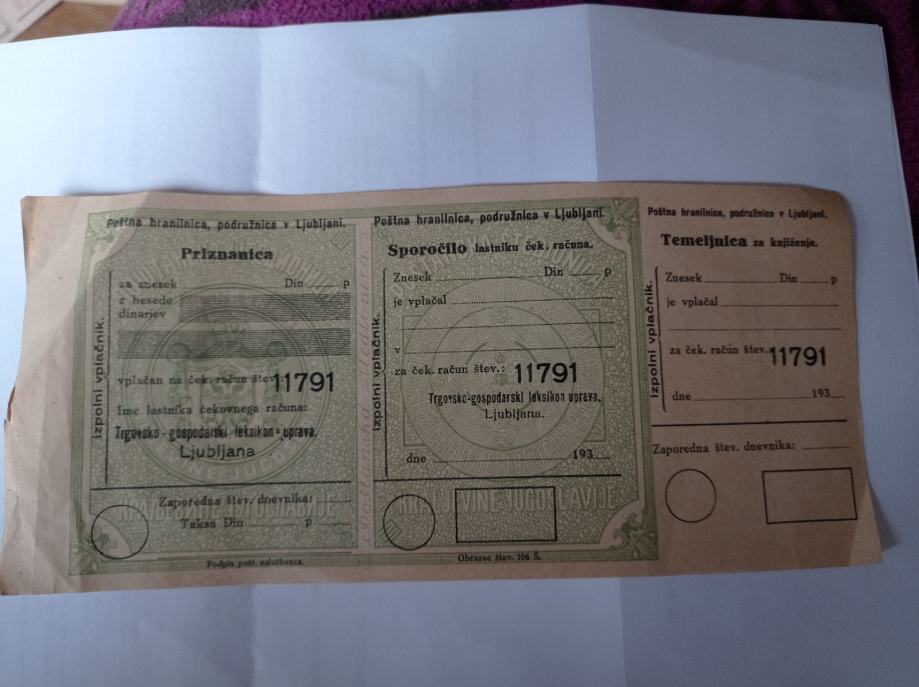 Poštna hranilnica, podružnica v Ljubljani.
Priznanica
za znesek Din p
z besedo
dinarjev
vplačan na ček. račun štev. 11791
Ime lastnika čekovnega računa:
Trgovsko-gospodarski leksikon-uprava.
Ljubljana
Zaporedna štev. dnevnika:
Taksa Din p
Podpis pošt. uslužbenca.
Izpolni vplačnik.
Poštna hranilnica, podružnica v Ljubljani.
Sporočilo lastniku ček. računa.
Znesek Din p
je vplačal
v
za ček. račun štev.: 11791
Trgovsko-gospodarski leksikon uprava.
Ljubljana.
dne 193
KRALJEVINE JUGOSLAVIJE
Obrazec štev. 106 Š.
Izpolni vplačnik.
Poštna hranilnica, podružnica v Ljubljani.
Temeljnica za knjiženje.
Znesek Din p
je vplačal
za ček. račun štev. 11791
dne 193
Zaporedna štev. dnevnika:
Izpolni vplačnik.